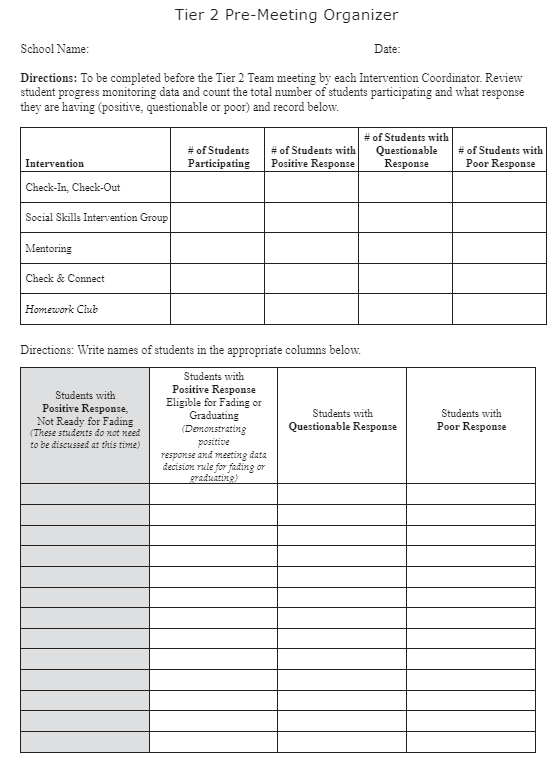 Tier 2 Pre-Meeting Organizer
School Name: Date:
Directions: To be completed before the Tier 2 Team meeting by each Intervention Coordinator. Review
student progress monitoring data and count the total number of students participating and what response
they are having (positive, questionable or poor) and record below.
Intervention
# of Students
Participating
# of Students with
Positive Response
# of Students with
Questionable
Response
# of Students with
Poor Response
Check-In, Check-Out
Social Skills Intervention Group
Mentoring
Check & Connect
Homework Club
Directions: Write names of students in the appropriate columns below.
Students with
Positive Response,
Not Ready for Fading
(These students do not need
to be discussed at this time)
Students with
Positive Response
Eligible for Fading or
Graduating
(Demonstrating
positive
response and meeting data
decision rule for fading or
graduating)
Students with
Questionable Response
Students with
Poor Response